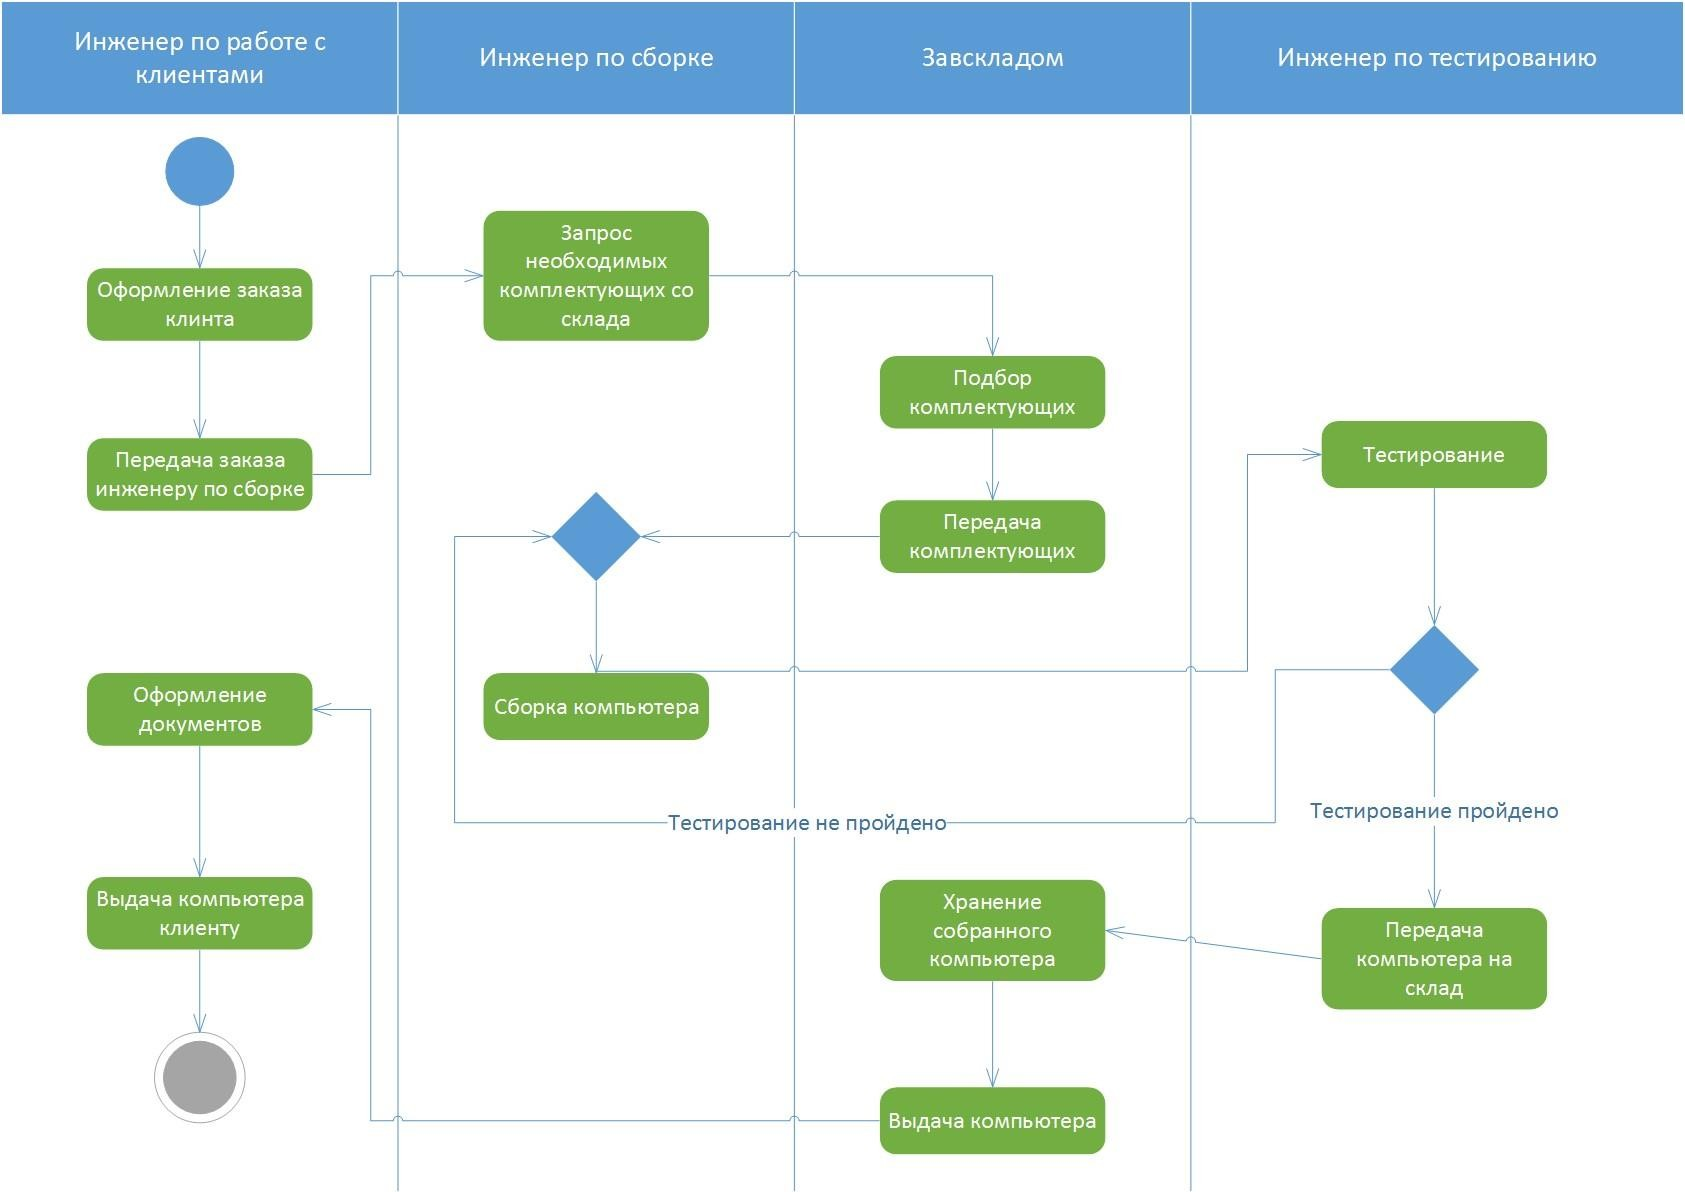 Инженер по работе с
клиентами
Инженер по сборке
Завскладом
Инженер по тестированию
Оформление заказа
клинта
Передача заказа
инженеру по сборке
Запрос
необходимых
комплектующих со
склада
Подбор
комплектующих
Передача
комплектующих
Тестирование
Сборка компьютера
Оформление
документов
Тестирование не пройдено
Тестирование пройдено
Выдача компьютера
клиенту
Хранение
собранного
компьютера
Передача
компьютера на
склад
Выдача компьютера